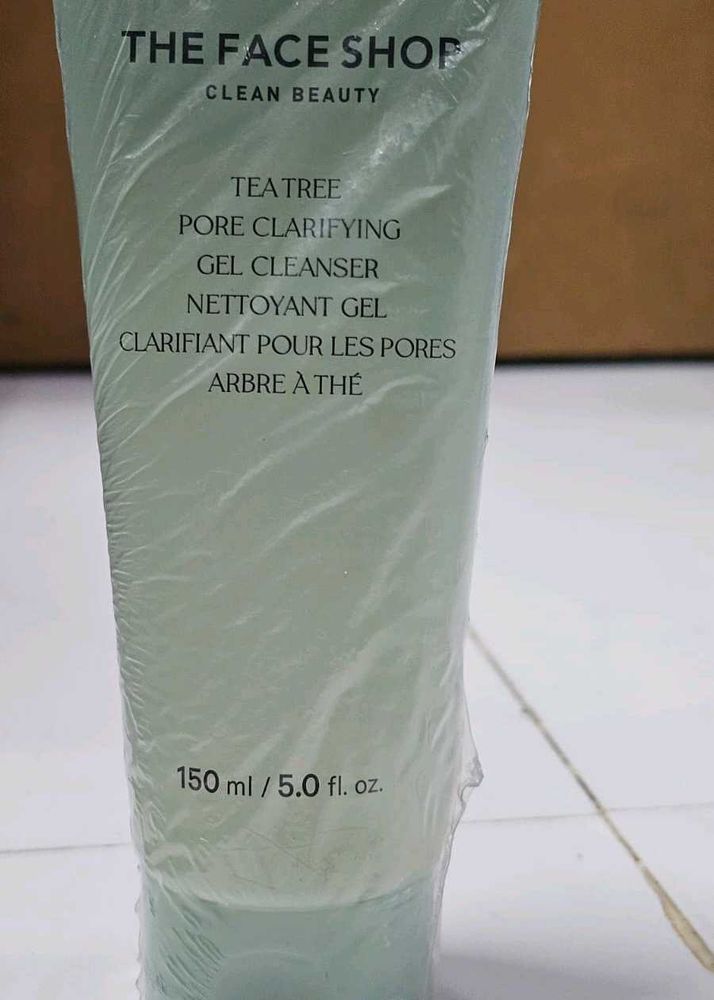 THE FACE SHOP
CLEAN BEAUTY
TEA TREE
PORE CLARIFYING
GEL CLEANSER
NETTOYANT GEL
CLARIFIANT POUR LES PORES
ARBRE À THÉ
150 ml / 5.0 fl. oz.